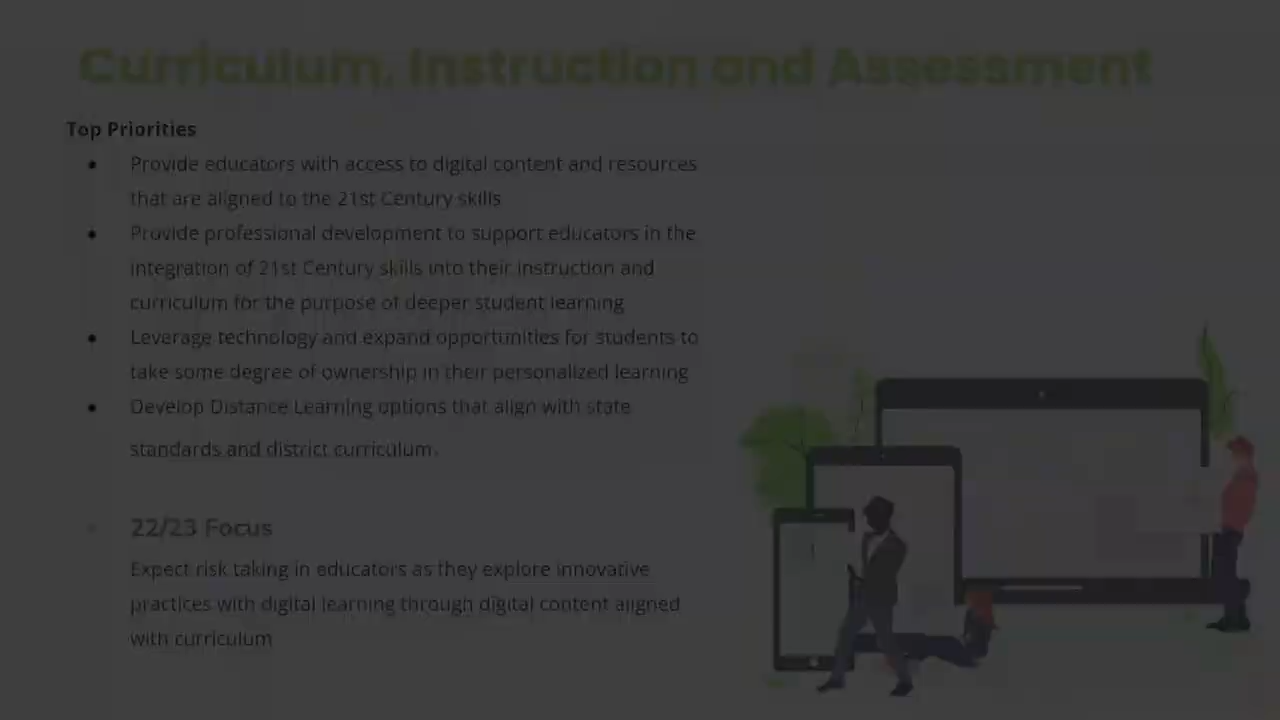 Curriculum, Instruction and Assessment
Top Priorities
● Provide educators with access to digital content and resources
that are aligned to the 21st Century skills
● Provide professional development to support educators in the
integration of 21st Century skills into their instruction and
curriculum for the purpose of deeper student learning
● Leverage technology and expand opportunities for students to
take some degree of ownership in their personalized learning
● Develop Distance Learning options that align with state
standards and district curriculum.
● 22/23 Focus
Expect risk taking in educators as they explore innovative
practices with digital learning through digital content aligned
with curriculum